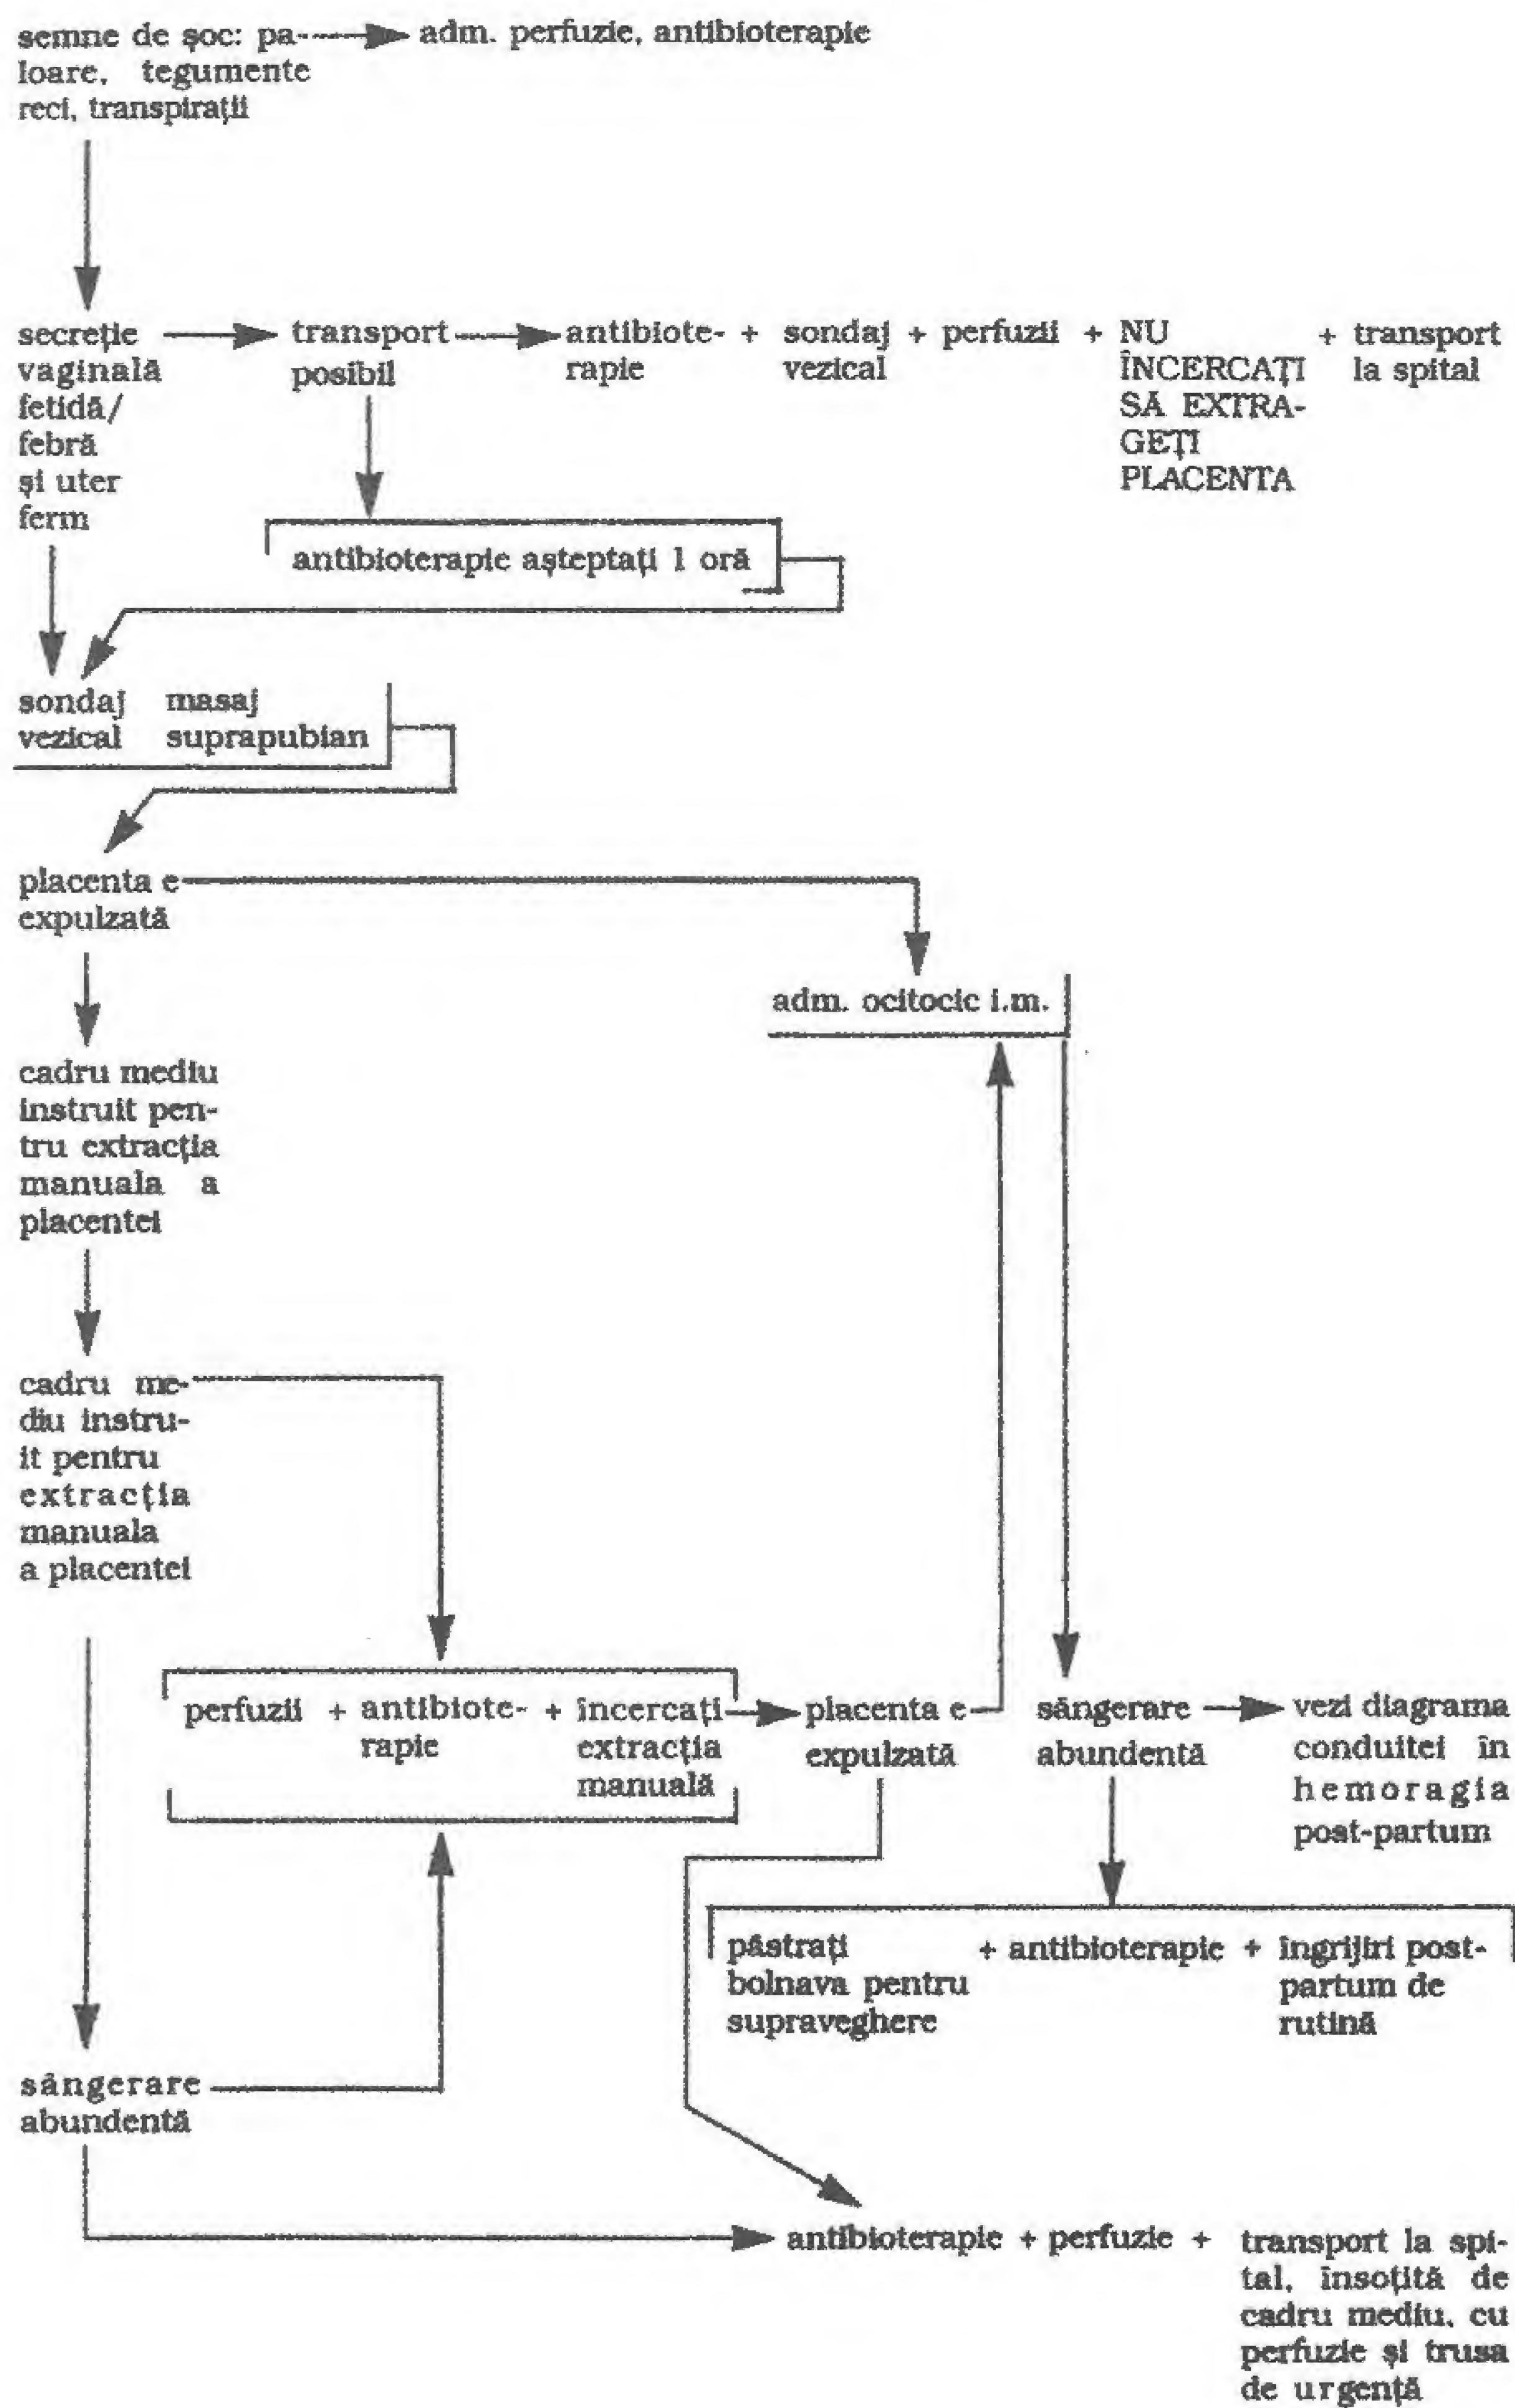 semne de șoc: pa-
loare, tegumente
reci, transpirații
adm. perfuzie, antibioterapie
secreție
vaginală
fetidă/
febră
și uter
ferm
transport
posibil
antibiote-
rapie
+
sondaj
vezical
+ perfuzii +
NU
ÎNCERCAȚI
SĂ EXTRA-
GEȚI
PLACENTA
+ transport
la spital
antibioterapie așteptați 1 oră
sondaj
vezical
masaj
suprapubian
placenta e
expulzată
adm. ocitocic i.m.
cadru mediu
instruit pen-
tru extracția
manuala a
placentei
cadru me-
diu instru-
it pentru
extracția
manuala
a placentei
perfuzii + antibiote-
rapie
+ încercați
extracția
manuală
placenta e
expulzată
sângerare
abundentă
vezi diagrama
conduitei în
hemoragia
post-partum
păstrați
bolnava pentru
supraveghere
+ antibioterapie +
îngrijiri post-
partum de
rutină
sângerare
abundentă
antibioterapie + perfuzie +
transport la spi-
tal, însoțită de
cadru mediu, cu
perfuzie și trusa
de urgență